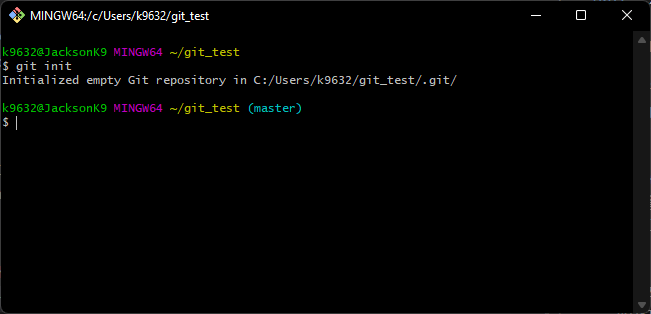 MINGW64:/c/Users/k9632/git_test
k9632@JacksonK9 MINGW64 ~/git_test
$ git init
Initialized empty Git repository in C:/Users/k9632/git_test/.git/
k9632@JacksonK9 MINGW64 ~/git_test (master)
$